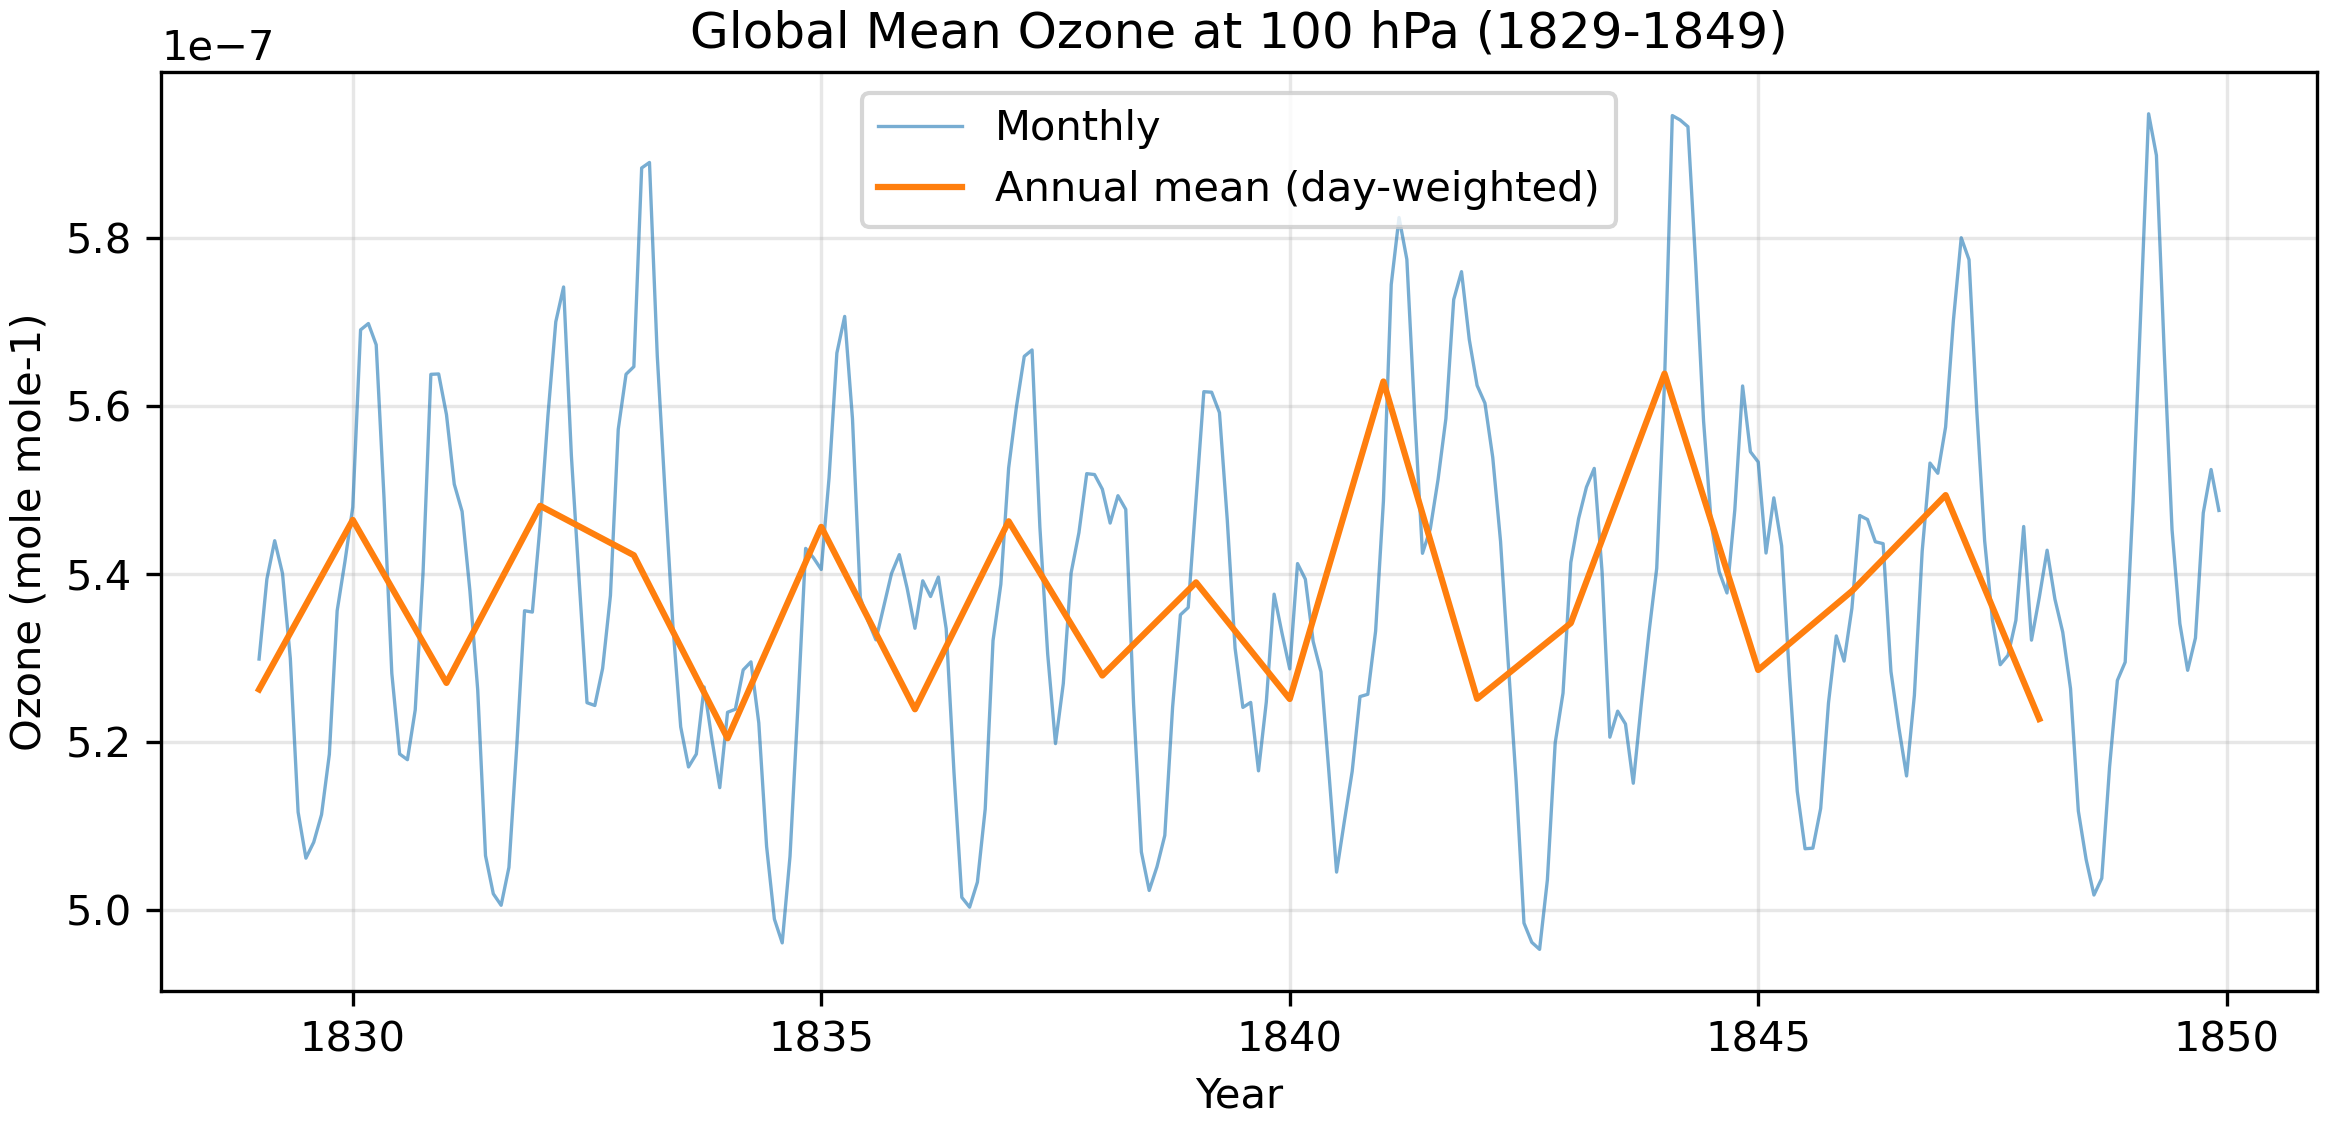 Global Mean Ozone at 100 hPa (1829-1849)
1e−7
Monthly
Annual mean (day-weighted)
Ozone (mole mole-1)
5.8
5.6
5.4
5.2
5.0
1830 1835 1840 1845 1850
Year